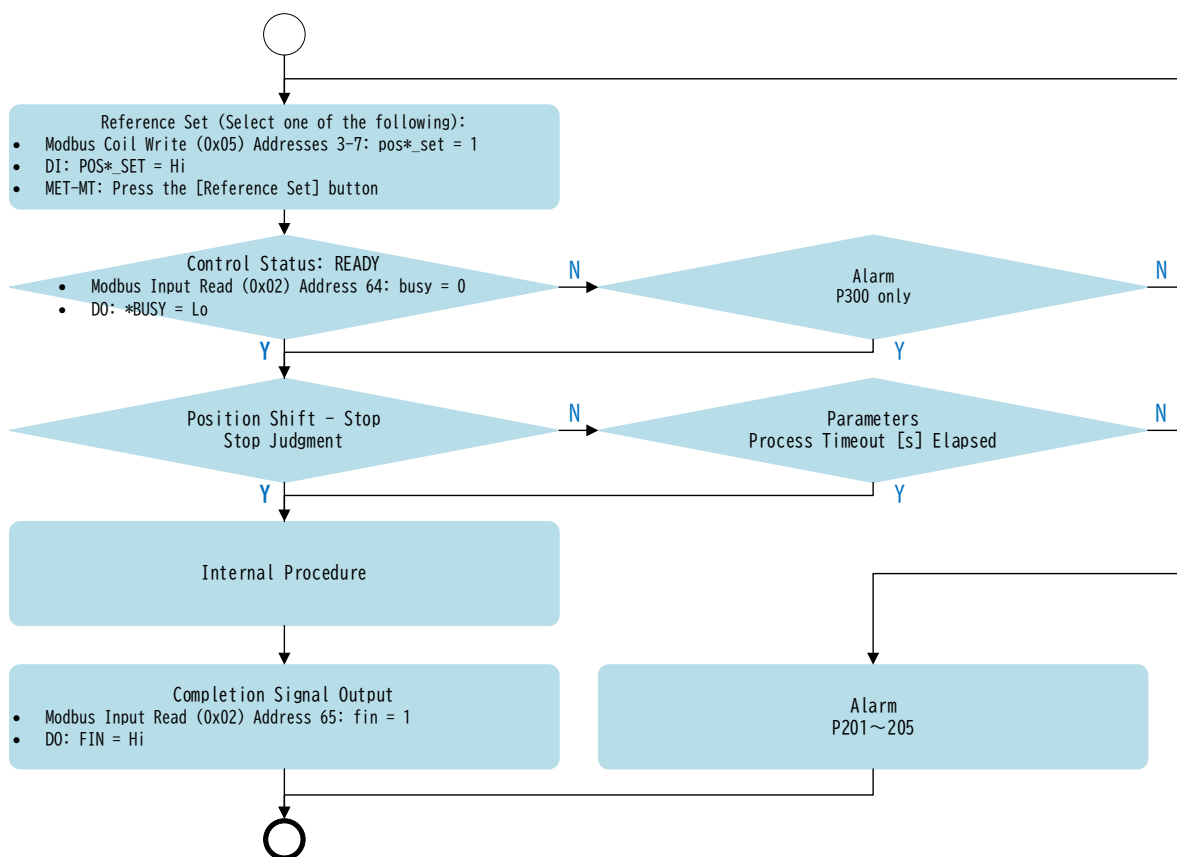 Reference Set (Select one of the following):
• Modbus Coil Write (0x05) Addresses 3-7: pos*_set = 1
• DI: POS*_SET = Hi
• MET-MT: Press the [Reference Set] button
Control Status: READY
• Modbus Input Read (0x02) Address 64: busy = 0
• DO: *BUSY = Lo
N
Alarm
P300 only
N
Y
Y
Position Shift - Stop
Stop Judgment
N
Parameters
Process Timeout [s] Elapsed
N
Y
Y
Internal Procedure
Completion Signal Output
• Modbus Input Read (0x02) Address 65: fin = 1
• DO: FIN = Hi
Alarm
P201～205